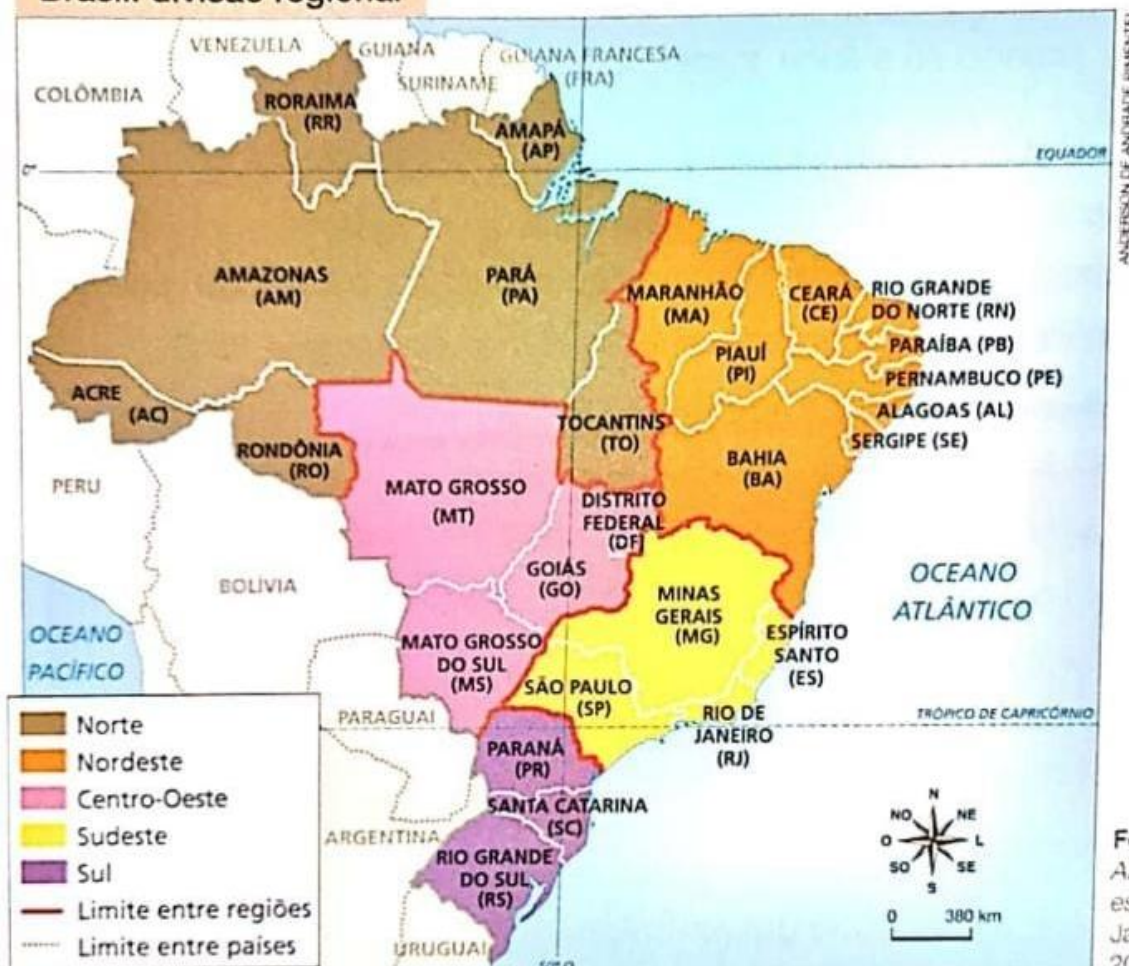 Brasil: divisão regional
VENEZUELA
GUIANA
GUIANA FRANCESA
(FRA)
SURINAME
COLÔMBIA
RORAIMA
(RR)
AMAPÁ
(AP)
EQUADOR
0°
AMAZONAS
(AM)
PARÁ
(PA)
MARANHÃO
(MA)
CEARÁ
(CE)
RIO GRANDE
DO NORTE (RN)
PARAÍBA (PB)
PIAUÍ
(PI)
PERNAMBUCO (PE)
ACRE
(AC)
ALAGOAS (AL)
TOCANTINS
(TO)
SERGIPE (SE)
RONDÔNIA
(RO)
BAHIA
(BA)
PERU
MATO GROSSO
(MT)
DISTRITO
FEDERAL
(DF)
GOIÁS
(GO)
BOLÍVIA
OCEANO
ATLÂNTICO
MINAS
GERAIS
(MG)
ESPÍRITO
SANTO
(ES)
OCEANO
PACÍFICO
MATO GROSSO
DO SUL
(MS)
SÃO PAULO
(SP)
RIO DE
JANEIRO
(RJ)
TRÓPICO DE CAPRICÓRNIO
PARAGUAI
PARANÁ
(PR)
SANTA CATARINA
(SC)
ARGENTINA
RIO GRANDE
DO SUL
(RS)
URUGUAI
Norte
Nordeste
Centro-Oeste
Sudeste
Sul
Limite entre regiões
Limite entre países
N
NO NE
O L
SO SE
S
0 380 km
ANDERSON DE ANDRADE PIMENTEL